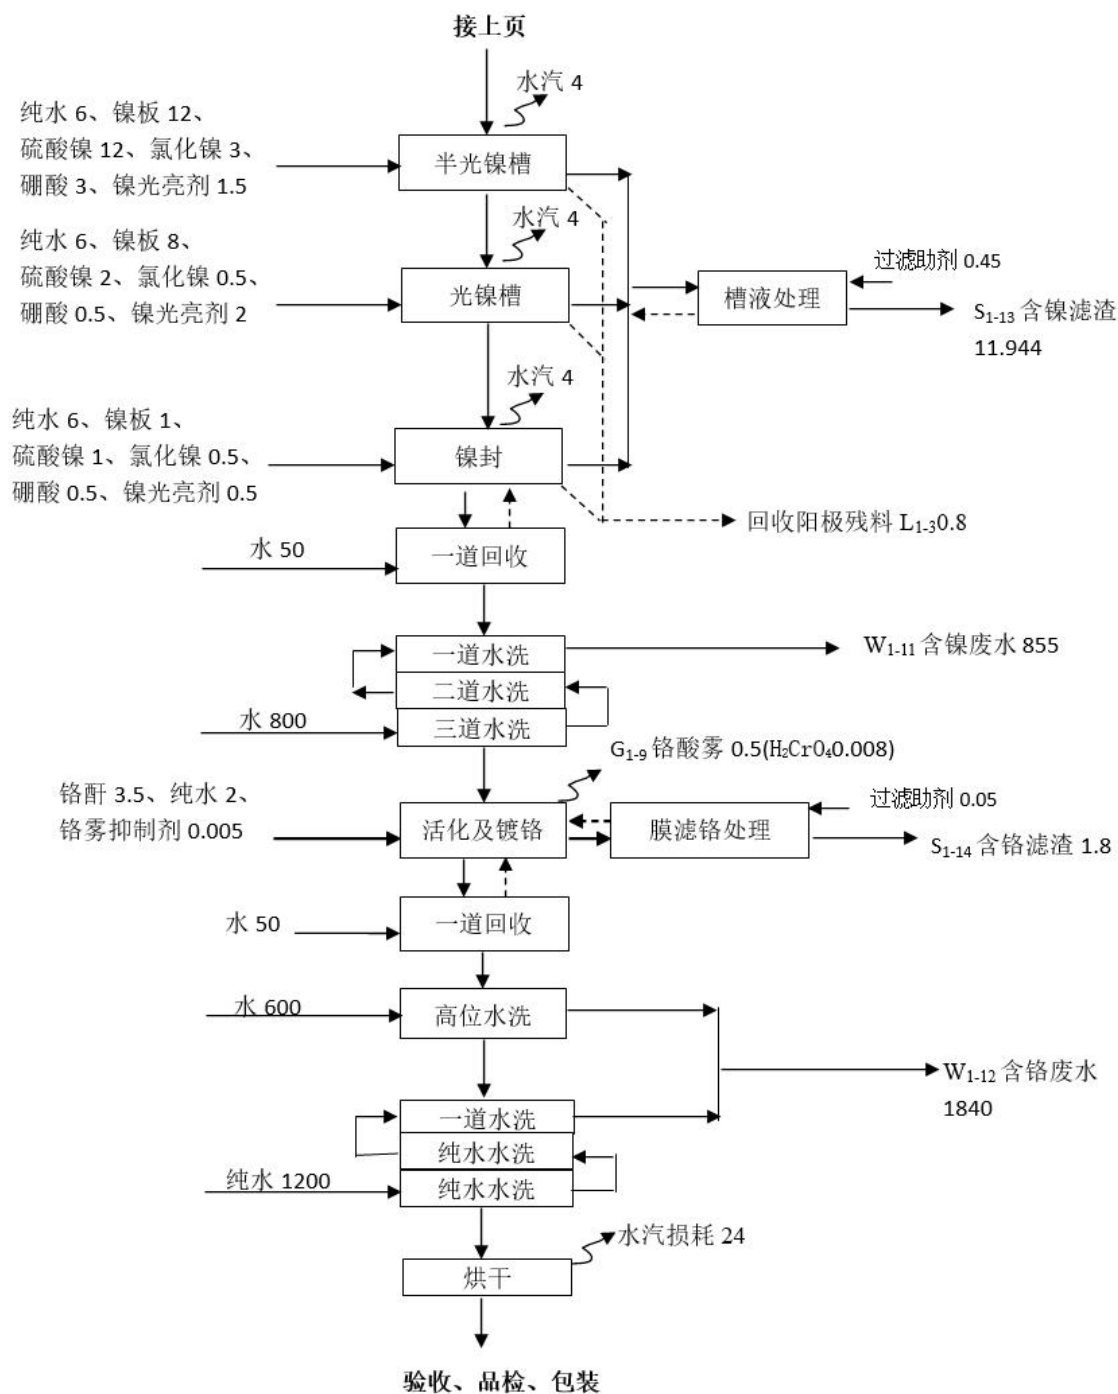 接上页
水汽 4
纯水 6、镍板 12、
硫酸镍 12、氯化镍 3、
硼酸 3、镍光亮剂 1.5
半光镍槽
水汽 4
纯水 6、镍板 8、
硫酸镍 2、氯化镍 0.5、
硼酸 0.5、镍光亮剂 2
光镍槽
过滤助剂 0.45
槽液处理
S1-13 含镍滤渣
11.944
水汽 4
纯水 6、镍板 1、
硫酸镍 1、氯化镍 0.5、
硼酸 0.5、镍光亮剂 0.5
镍封
回收阳极残料 L1-30.8
水 50
一道回收
一道水洗
W1-11 含镍废水 855
二道水洗
水 800
三道水洗
G1-9 铬酸雾 0.5(H2CrO40.008)
铬酐 3.5、纯水 2、
铬雾抑制剂 0.005
活化及镀铬
膜滤铬处理
过滤助剂 0.05
S1-14 含铬滤渣 1.8
水 50
一道回收
水 600
高位水洗
W1-12 含铬废水
1840
一道水洗
纯水水洗
纯水 1200
纯水水洗
水汽损耗 24
烘干
验收、品检、包装